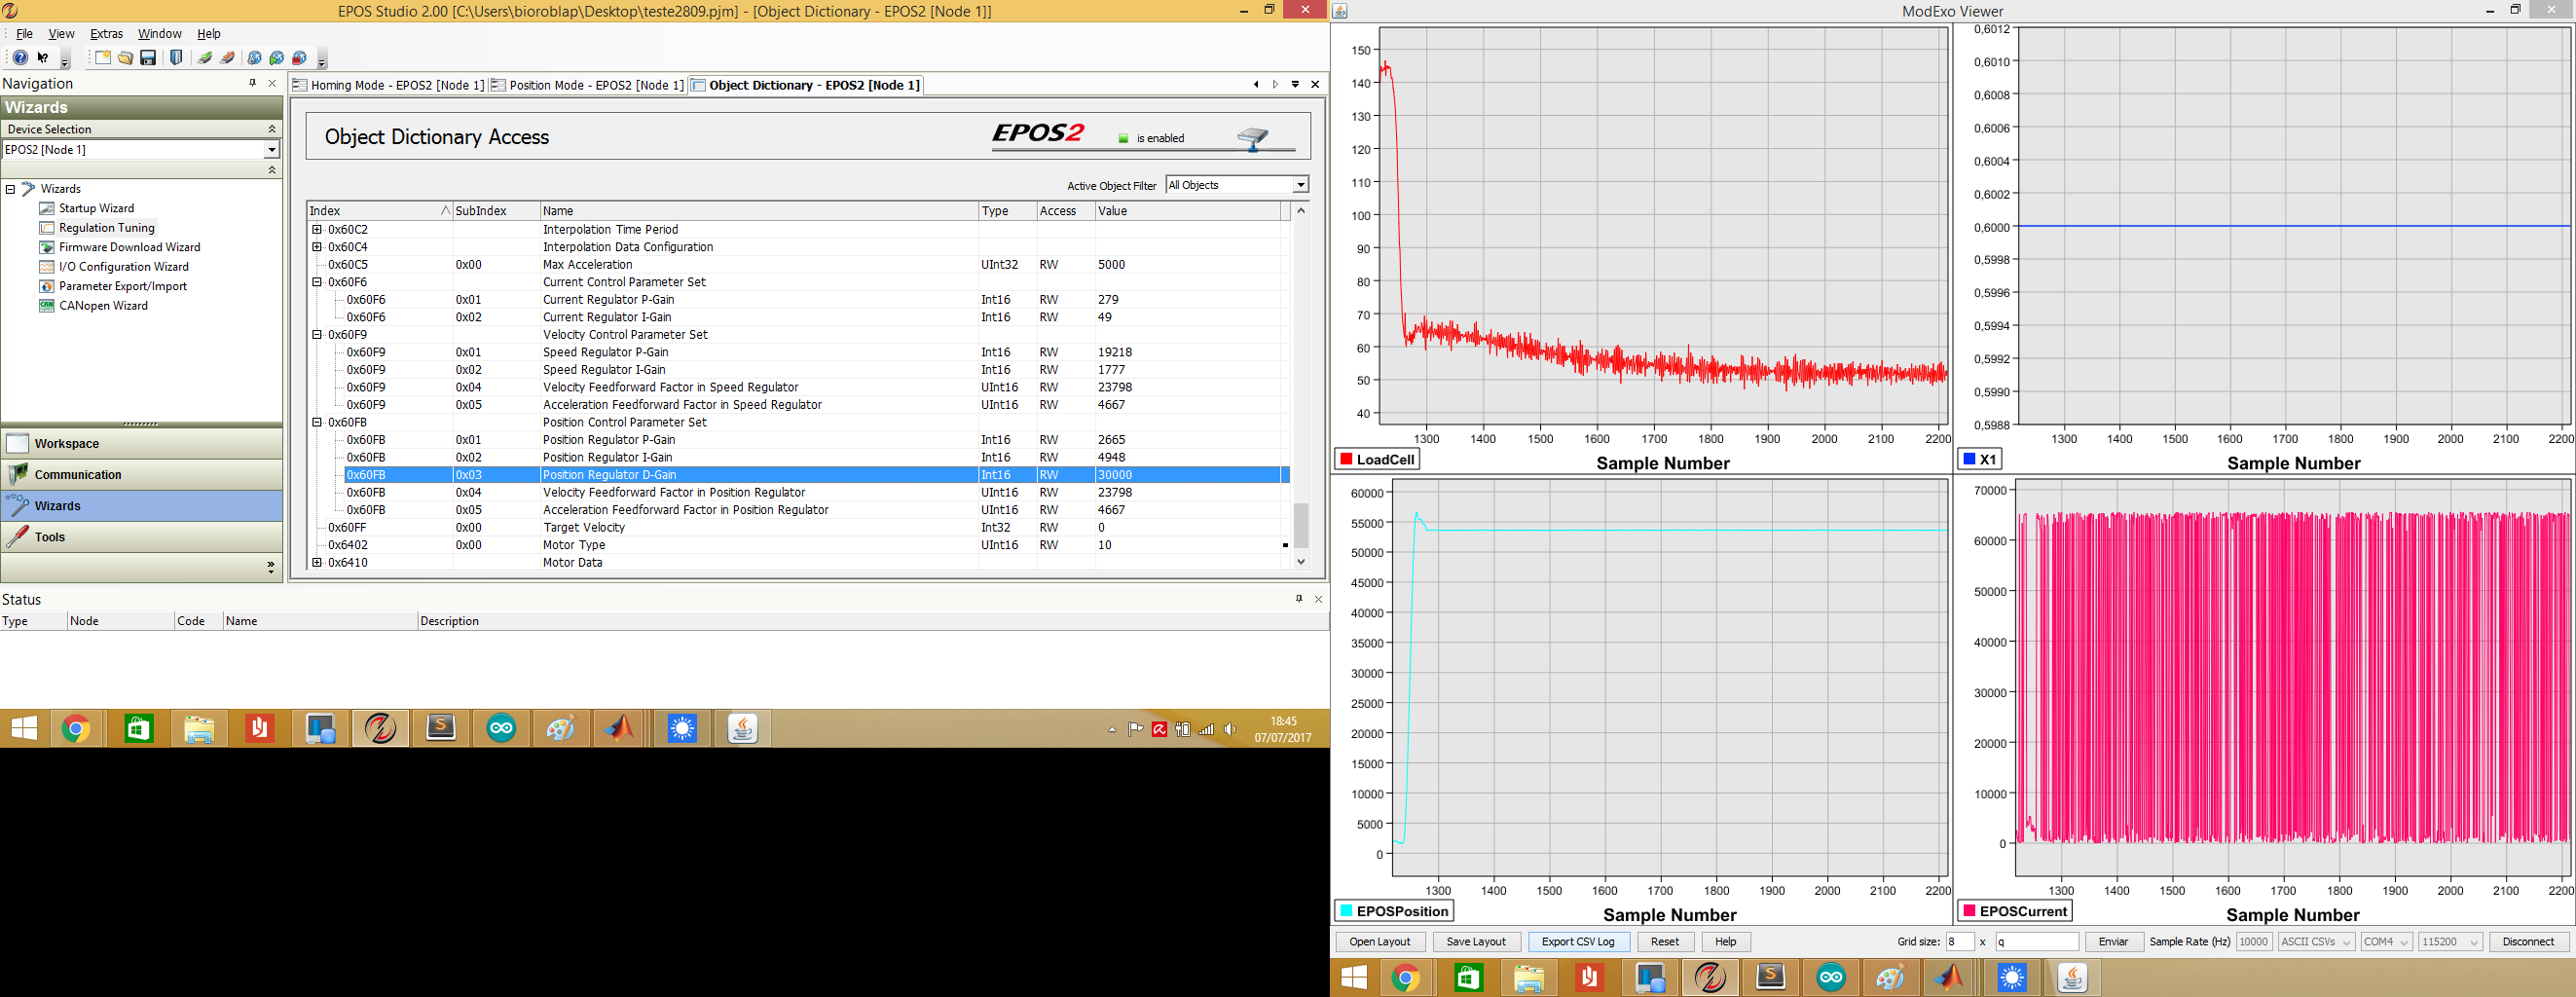 EPOS Studio 2.00 [C:\Users\bioroblap\Desktop\teste2809.pjm] - [Object Dictionary - EPOS2 [Node 1]]
File View Extras Window Help
Navigation
Wizards
Device Selection
EPOS2 [Node 1]
Wizards
Startup Wizard
Regulation Tuning
Firmware Download Wizard
I/O Configuration Wizard
Parameter Export/Import
CANopen Wizard
Workspace
Communication
Wizards
Tools
Homing Mode - EPOS2 [Node 1] Position Mode - EPOS2 [Node 1] Object Dictionary - EPOS2 [Node 1]
Object Dictionary Access
EPOS2 is enabled
Active Object Filter All Objects
Index SubIndex Name Type Access Value
0x60C2 Interpolation Time Period
0x60C4 Interpolation Data Configuration
0x60C5 0x00 Max Acceleration UInt32 RW 5000
0x60F6 Current Control Parameter Set
0x60F6 0x01 Current Regulator P-Gain Int16 RW 279
0x60F6 0x02 Current Regulator I-Gain Int16 RW 49
0x60F9 Velocity Control Parameter Set
0x60F9 0x01 Speed Regulator P-Gain Int16 RW 19218
0x60F9 0x02 Speed Regulator I-Gain Int16 RW 1777
0x60F9 0x04 Velocity Feedforward Factor in Speed Regulator UInt16 RW 23798
0x60F9 0x05 Acceleration Feedforward Factor in Speed Regulator UInt16 RW 4667
0x60FB Position Control Parameter Set
0x60FB 0x01 Position Regulator P-Gain Int16 RW 2665
0x60FB 0x02 Position Regulator I-Gain Int16 RW 4948
0x60FB 0x03 Position Regulator D-Gain Int16 RW 30000
0x60FB 0x04 Velocity Feedforward Factor in Position Regulator UInt16 RW 23798
0x60FB 0x05 Acceleration Feedforward Factor in Position Regulator UInt16 RW 4667
0x60FF 0x00 Target Velocity Int32 RW 0
0x6402 0x00 Motor Type UInt16 RW 10
0x6410 Motor Data
Status
Type Node Code Name Description
18:45
07/07/2017
ModExo Viewer
150
140
130
120
110
100
90
80
70
60
50
40
1300 1400 1500 1600 1700 1800 1900 2000 2100 2200
LoadCell Sample Number
0,6012
0,6010
0,6008
0,6006
0,6004
0,6002
0,6000
0,5998
0,5996
0,5994
0,5992
0,5990
0,5988
1300 1400 1500 1600 1700 1800 1900 2000 2100 2200
X1 Sample Number
60000
55000
50000
45000
40000
35000
30000
25000
20000
15000
10000
5000
0
1300 1400 1500 1600 1700 1800 1900 2000 2100 2200
EPOSPosition Sample Number
70000
60000
50000
40000
30000
20000
10000
0
1300 1400 1500 1600 1700 1800 1900 2000 2100 2200
EPOSCurrent Sample Number
Open Layout Save Layout Export CSV Log Reset Help Grid size: 8 x q Enviar Sample Rate (Hz) 10000 ASCII CSVs COM4 115200 Disconnect